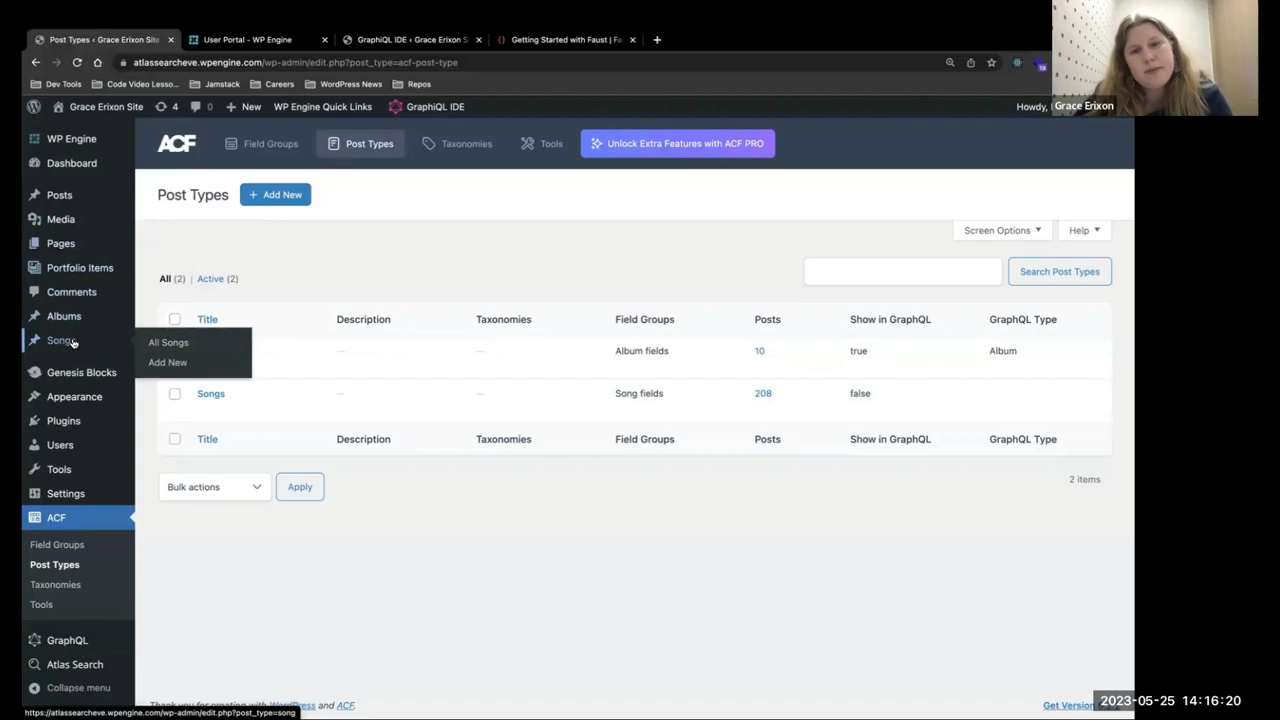 Post Types ‹ Grace Erixon Site
User Portal - WP Engine
GraphiQL IDE ‹ Grace Erixon S
Getting Started with Faust | Fa
atlassearcheve.wpengine.com/wp-admin/edit.php?post_type=acf-post-type
19
Dev Tools
Code Video Lesso...
Jamstack
Careers
WordPress News
Repos
Grace Erixon Site
4
0
New
WP Engine Quick Links
GraphiQL IDE
Howdy,
Grace Erixon
WP Engine
Dashboard
Posts
Media
Pages
Portfolio Items
Comments
Albums
Songs
All Songs
Add New
Genesis Blocks
Appearance
Plugins
Users
Tools
Settings
ACF
Field Groups
Post Types
Taxonomies
Tools
GraphQL
Atlas Search
Collapse menu
ACF
Field Groups
Post Types
Taxonomies
Tools
Unlock Extra Features with ACF PRO
Post Types
+ Add New
Screen Options
Help
All (2) | Active (2)
Search Post Types
Title Description Taxonomies Field Groups Posts Show in GraphQL GraphQL Type
— — Album fields 10 true Album
Songs — — Song fields 208 false
Title Description Taxonomies Field Groups Posts Show in GraphQL GraphQL Type
Bulk actions
Apply
2 items
Thank you for creating with WordPress and ACF.
Get Version
2023-05-25 14:16:20
https://atlassearcheve.wpengine.com/wp-admin/edit.php?post_type=song